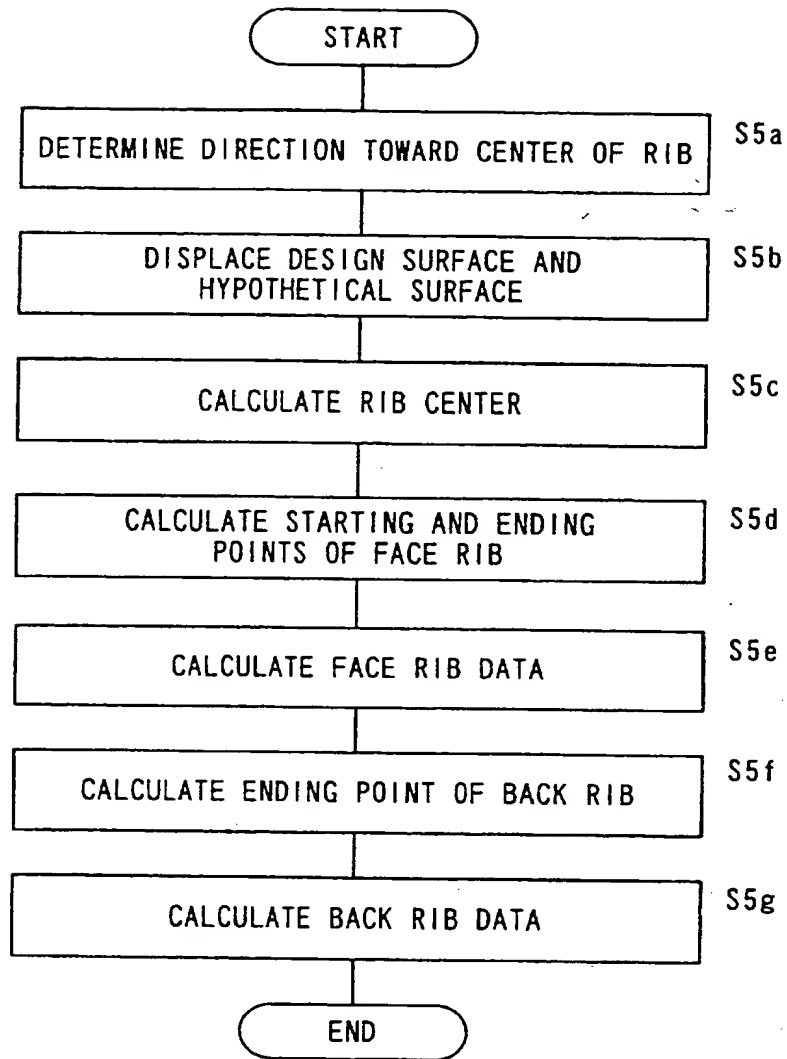 START
DETERMINE DIRECTION TOWARD CENTER OF RIB
S5a
DISPLACE DESIGN SURFACE AND
HYPOTHETICAL SURFACE
S5b
CALCULATE RIB CENTER
S5c
CALCULATE STARTING AND ENDING
POINTS OF FACE RIB
S5d
CALCULATE FACE RIB DATA
S5e
CALCULATE ENDING POINT OF BACK RIB
S5f
CALCULATE BACK RIB DATA
S5g
END